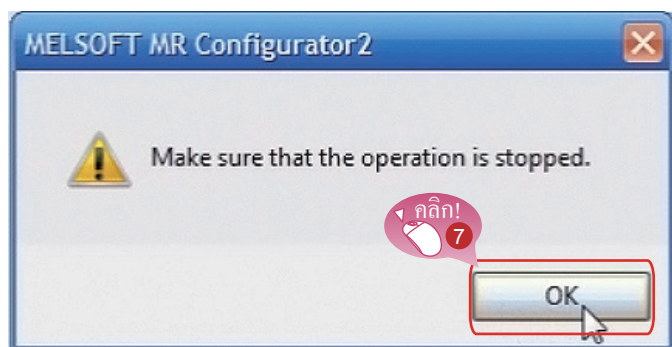 MELSOFT MR Configurator2
Make sure that the operation is stopped.
คลิก!
7
OK